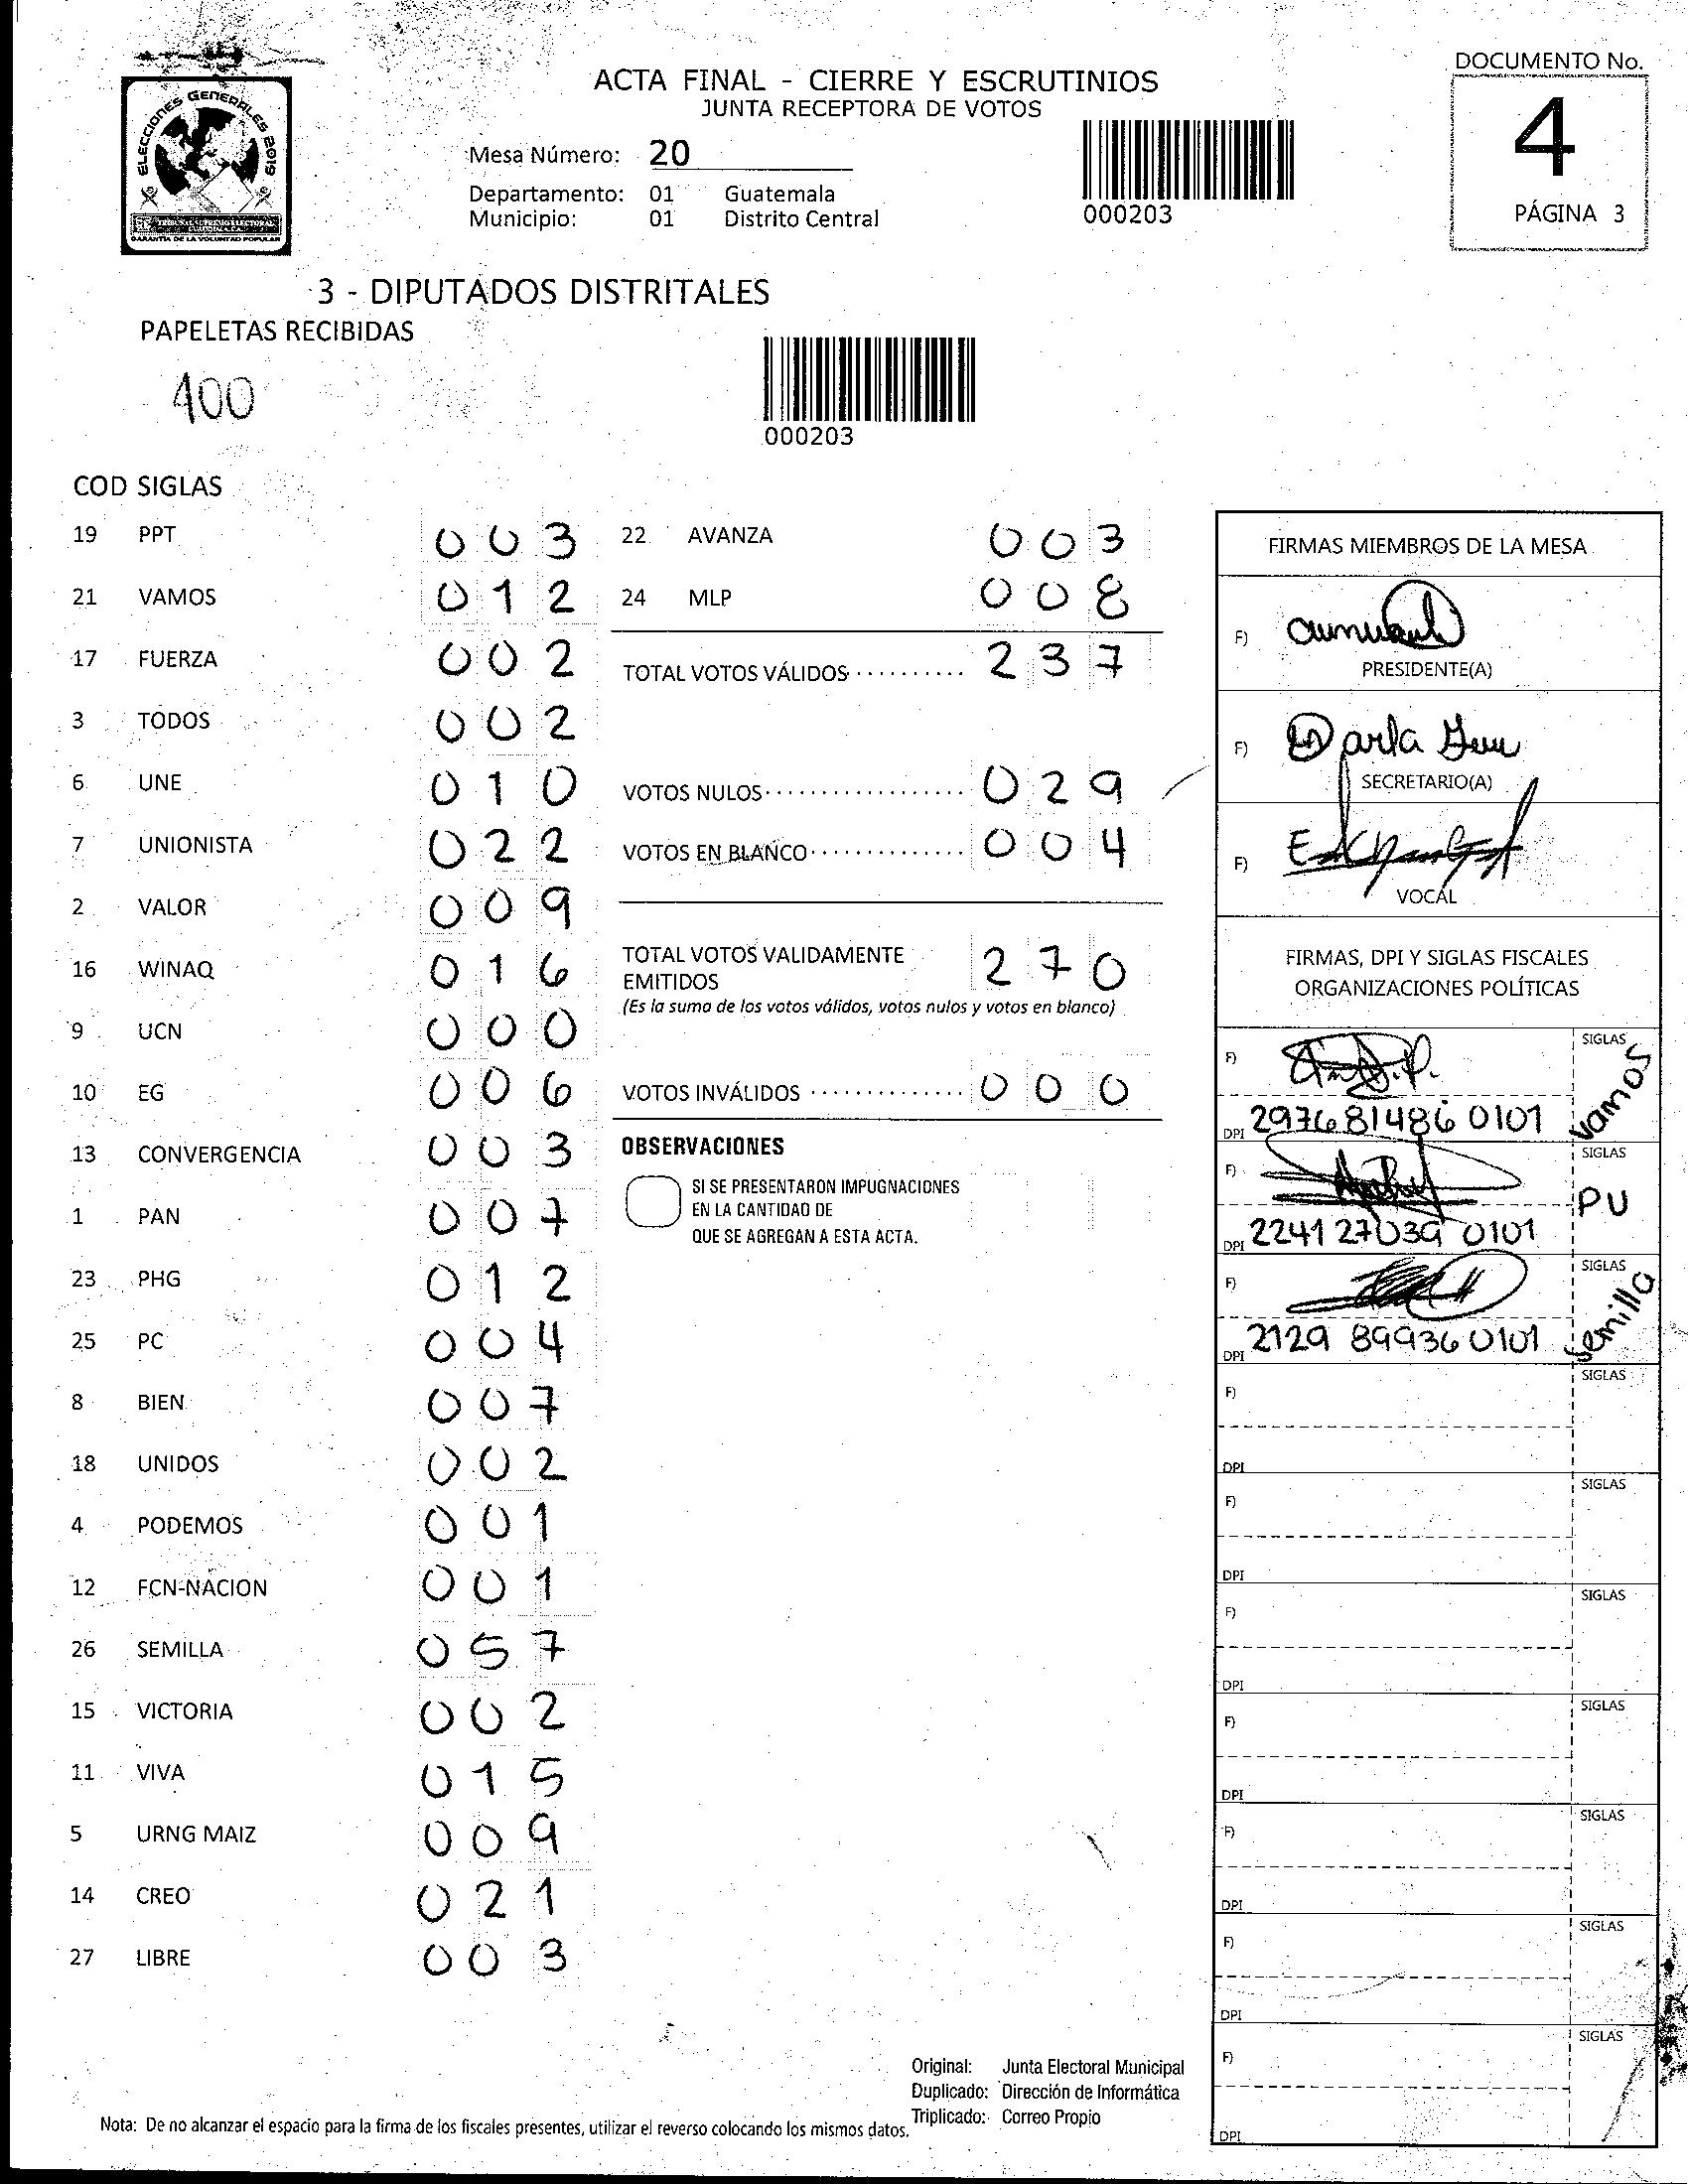 ELECCIONES GENERALES 2019
GARANTÍA DE LA VOLUNTAD POPULAR
ACTA FINAL - CIERRE Y ESCRUTINIOS
JUNTA RECEPTORA DE VOTOS
Mesa Número: 20
Departamento: 01 Guatemala
Municipio: 01 Distrito Central
000203
DOCUMENTO No.
4
PÁGINA 3
3 - DIPUTADOS DISTRITALES
PAPELETAS RECIBIDAS
400
000203
COD SIGLAS
19 PPT 003
21 VAMOS 012
17 FUERZA 002
3 TODOS 002
6 UNE 010
7 UNIONISTA 022
2 VALOR 009
16 WINAQ 016
9 UCN 000
10 EG 006
13 CONVERGENCIA 003
1 PAN 007
23 PHG 012
25 PC 004
8 BIEN 007
18 UNIDOS 002
4 PODEMOS 001
12 FCN-NACION 001
26 SEMILLA 057
15 VICTORIA 002
11 VIVA 015
5 URNG MAIZ 009
14 CREO 021
27 LIBRE 003
22 AVANZA 003
24 MLP 008
TOTAL VOTOS VÁLIDOS 237
VOTOS NULOS 029
VOTOS EN BLANCO 004
TOTAL VOTOS VALIDAMENTE
EMITIDOS 270
(Es la suma de los votos válidos, votos nulos y votos en blanco)
VOTOS INVÁLIDOS 000
OBSERVACIONES
SI SE PRESENTARON IMPUGNACIONES
EN LA CANTIDAD DE
QUE SE AGREGAN A ESTA ACTA.
FIRMAS MIEMBROS DE LA MESA
F)
PRESIDENTE(A)
F) Darla
SECRETARIO(A)
F)
VOCAL
FIRMAS, DPI Y SIGLAS FISCALES
ORGANIZACIONES POLÍTICAS
F) SIGLAS
DPI 297681486 0101 vamos
F) SIGLAS
DPI 2241 27039 0101 PU
F) SIGLAS
DPI 2129 89936 0101 semilla
F) SIGLAS
DPI
F) SIGLAS
DPI
F) SIGLAS
DPI
F) SIGLAS
DPI
F) SIGLAS
DPI
F) SIGLAS
DPI
F) SIGLAS
DPI
Original: Junta Electoral Municipal
Duplicado: Dirección de Informática
Triplicado: Correo Propio
Nota: De no alcanzar el espacio para la firma de los fiscales presentes, utilizar el reverso colocando los mismos datos.